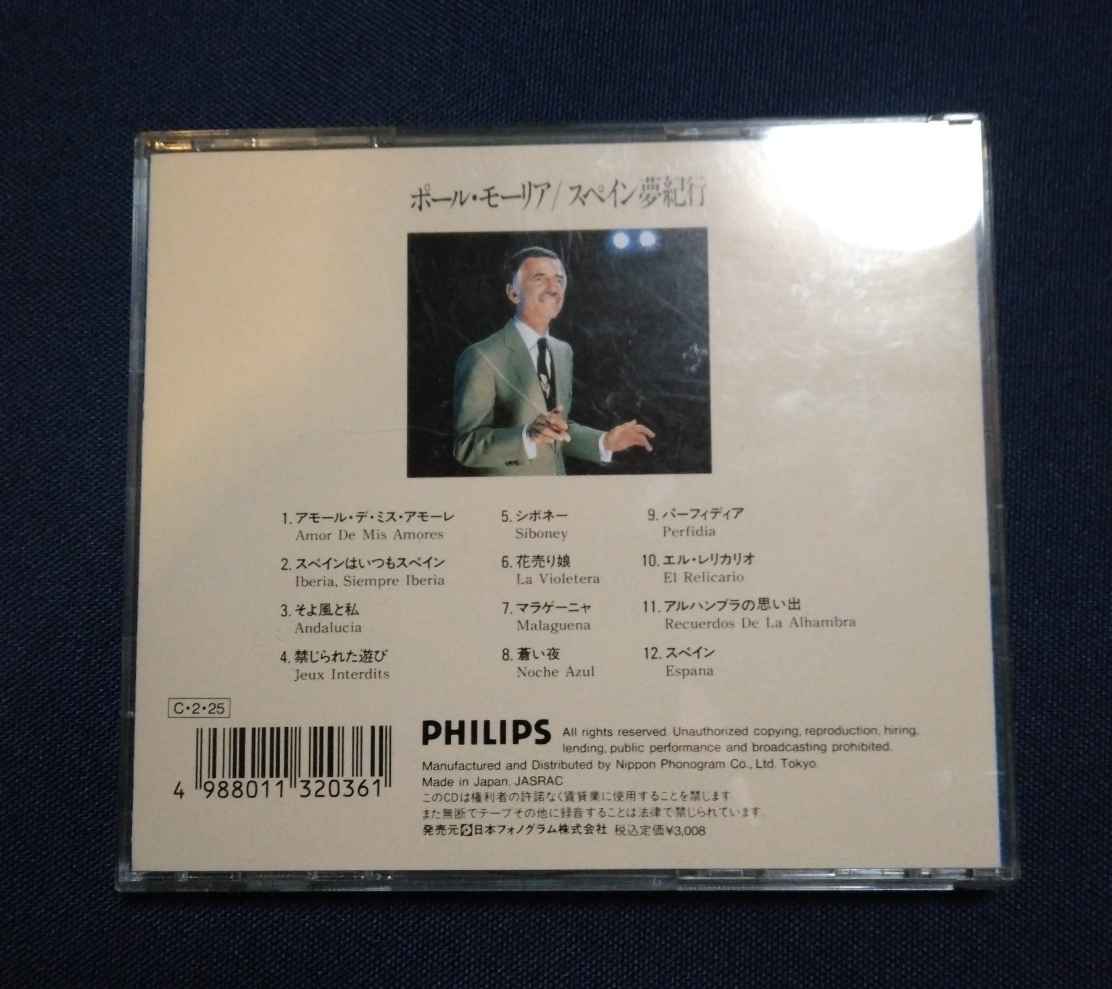 ポール・モーリア/スペイン夢紀行
1. アモール・デ・ミス・アモーレ
Amor De Mis Amores
2. スペインはいつもスペイン
Iberia, Siempre Iberia
3. そよ風と私
Andalucia
4. 禁じられた遊び
Jeux Interdits
5. シボネー
Siboney
6. 花売り娘
La Violetera
7. マラゲーニャ
Malaguena
8. 蒼い夜
Noche Azul
9. パーフィディア
Perfidia
10. エル・レリカリオ
El Relicario
11. アルハンブラの思い出
Recuerdos De La Alhambra
12. スペイン
Espana
C・2・25
4 988011 320361
PHILIPS
All rights reserved. Unauthorized copying, reproduction, hiring,
lending, public performance and broadcasting prohibited.
Manufactured and Distributed by Nippon Phonogram Co., Ltd. Tokyo.
Made in Japan. JASRAC
このCDは権利者の許諾なく賃貸業に使用することを禁じます
また無断でテープその他に録音することは法律で禁じられています
発売元 日本フォノグラム株式会社 税込定価¥3,008